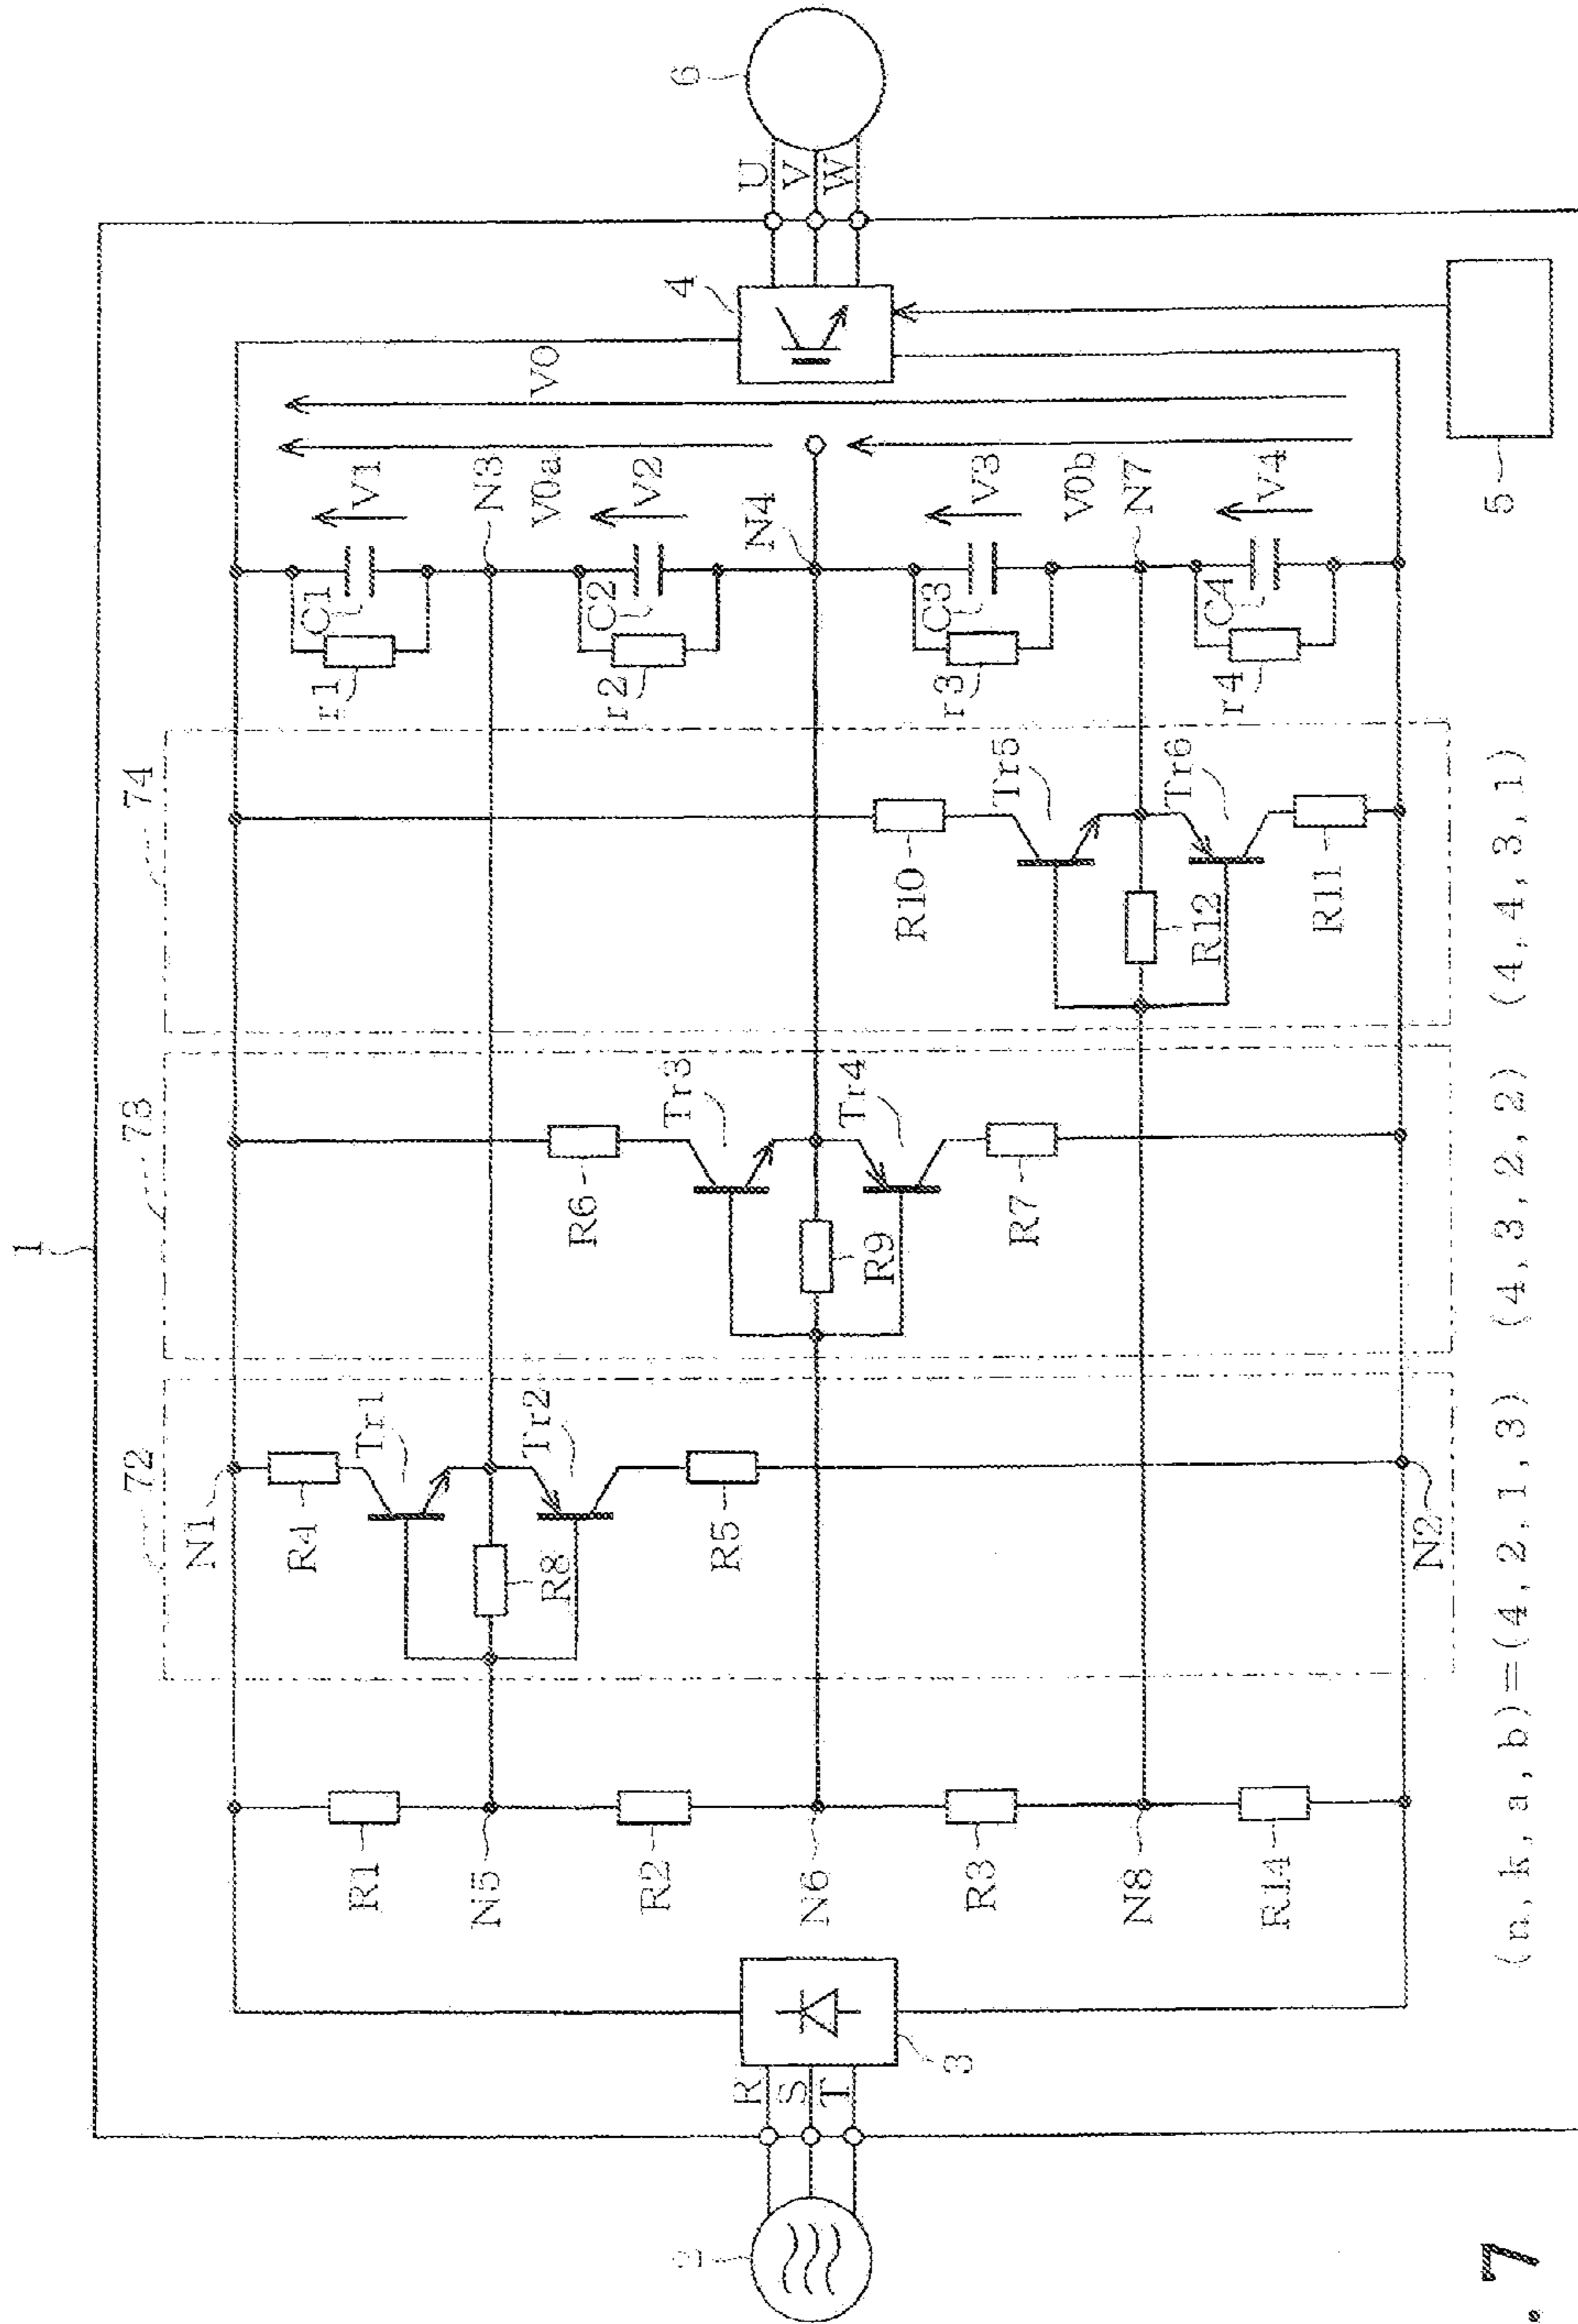 1
72
73
74
N1
R4
Tr1
R8
Tr2
R5
N2
R6
Tr3
R9
Tr4
R7
R10
Tr5
R12
Tr6
R11
R1
N5
R2
N6
R3
N8
R14
r1
C1
V1
N3
V0a
r2
C2
V2
N4
V0
r3
C3
V3
V0b
N7
r4
C4
V4
2
R
S
T
3
4
U
V
W
6
5
(n, k, a, b)=(4, 2, 1, 3) (4, 3, 2, 2) (4, 4, 3, 1)
. 7